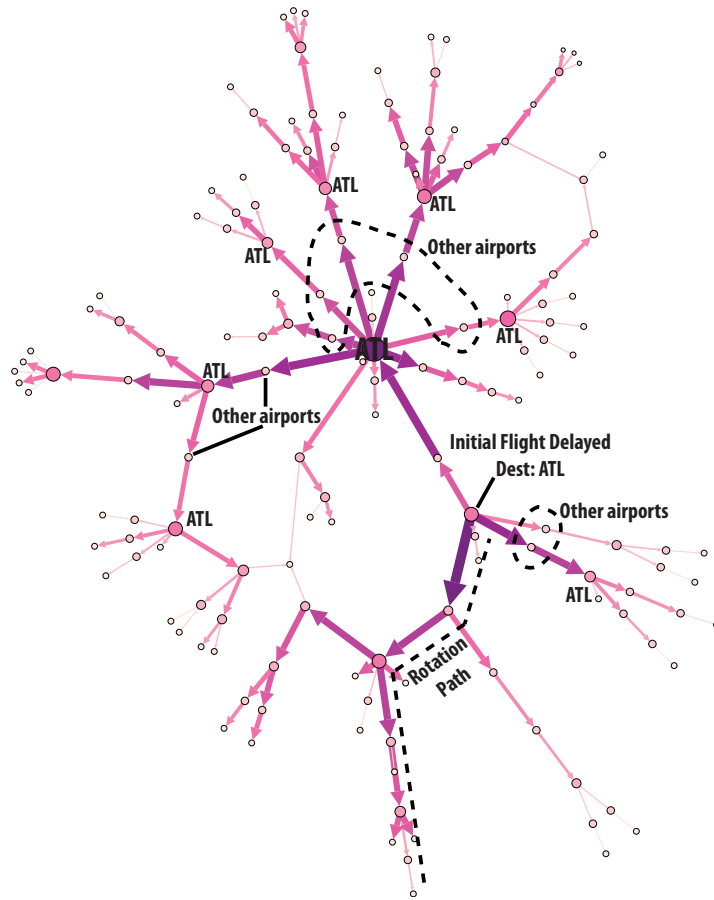 ATL
ATL
Other airports
ATL
ATL
ATL
ATL
Other airports
Initial Flight Delayed
Dest: ATL
Other airports
ATL
ATL
Rotation
Path